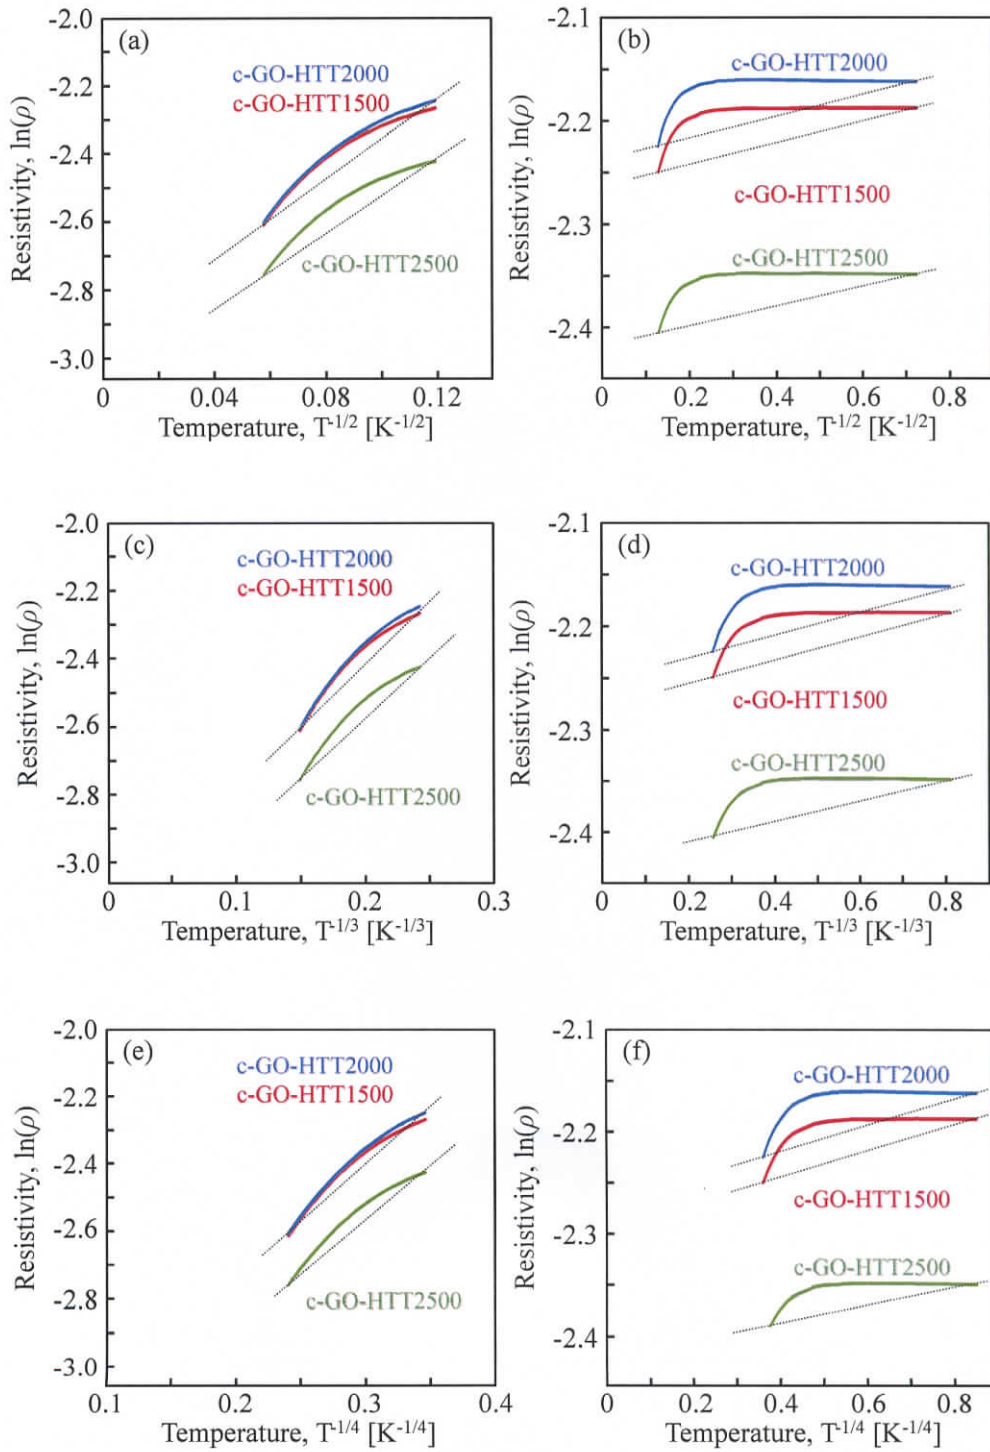 (a)
c-GO-HTT2000
c-GO-HTT1500
c-GO-HTT2500
-2.0
-2.2
-2.4
-2.6
-2.8
-3.0
0
0.04
0.08
0.12
Resistivity, ln(ρ)
Temperature, T-1/2 [K-1/2]
(b)
c-GO-HTT2000
c-GO-HTT1500
c-GO-HTT2500
-2.1
-2.2
-2.3
-2.4
0
0.2
0.4
0.6
0.8
Resistivity, ln(ρ)
Temperature, T-1/2 [K-1/2]
(c)
c-GO-HTT2000
c-GO-HTT1500
c-GO-HTT2500
-2.0
-2.2
-2.4
-2.6
-2.8
-3.0
0
0.1
0.2
0.3
Resistivity, ln(ρ)
Temperature, T-1/3 [K-1/3]
(d)
c-GO-HTT2000
c-GO-HTT1500
c-GO-HTT2500
-2.1
-2.2
-2.3
-2.4
0
0.2
0.4
0.6
0.8
Resistivity, ln(ρ)
Temperature, T-1/3 [K-1/3]
(e)
c-GO-HTT2000
c-GO-HTT1500
c-GO-HTT2500
-2.0
-2.2
-2.4
-2.6
-2.8
-3.0
0.1
0.2
0.3
0.4
Resistivity, ln(ρ)
Temperature, T-1/4 [K-1/4]
(f)
c-GO-HTT2000
c-GO-HTT1500
c-GO-HTT2500
-2.1
-2.2
-2.3
-2.4
0
0.2
0.4
0.6
0.8
Resistivity, ln(ρ)
Temperature, T-1/4 [K-1/4]